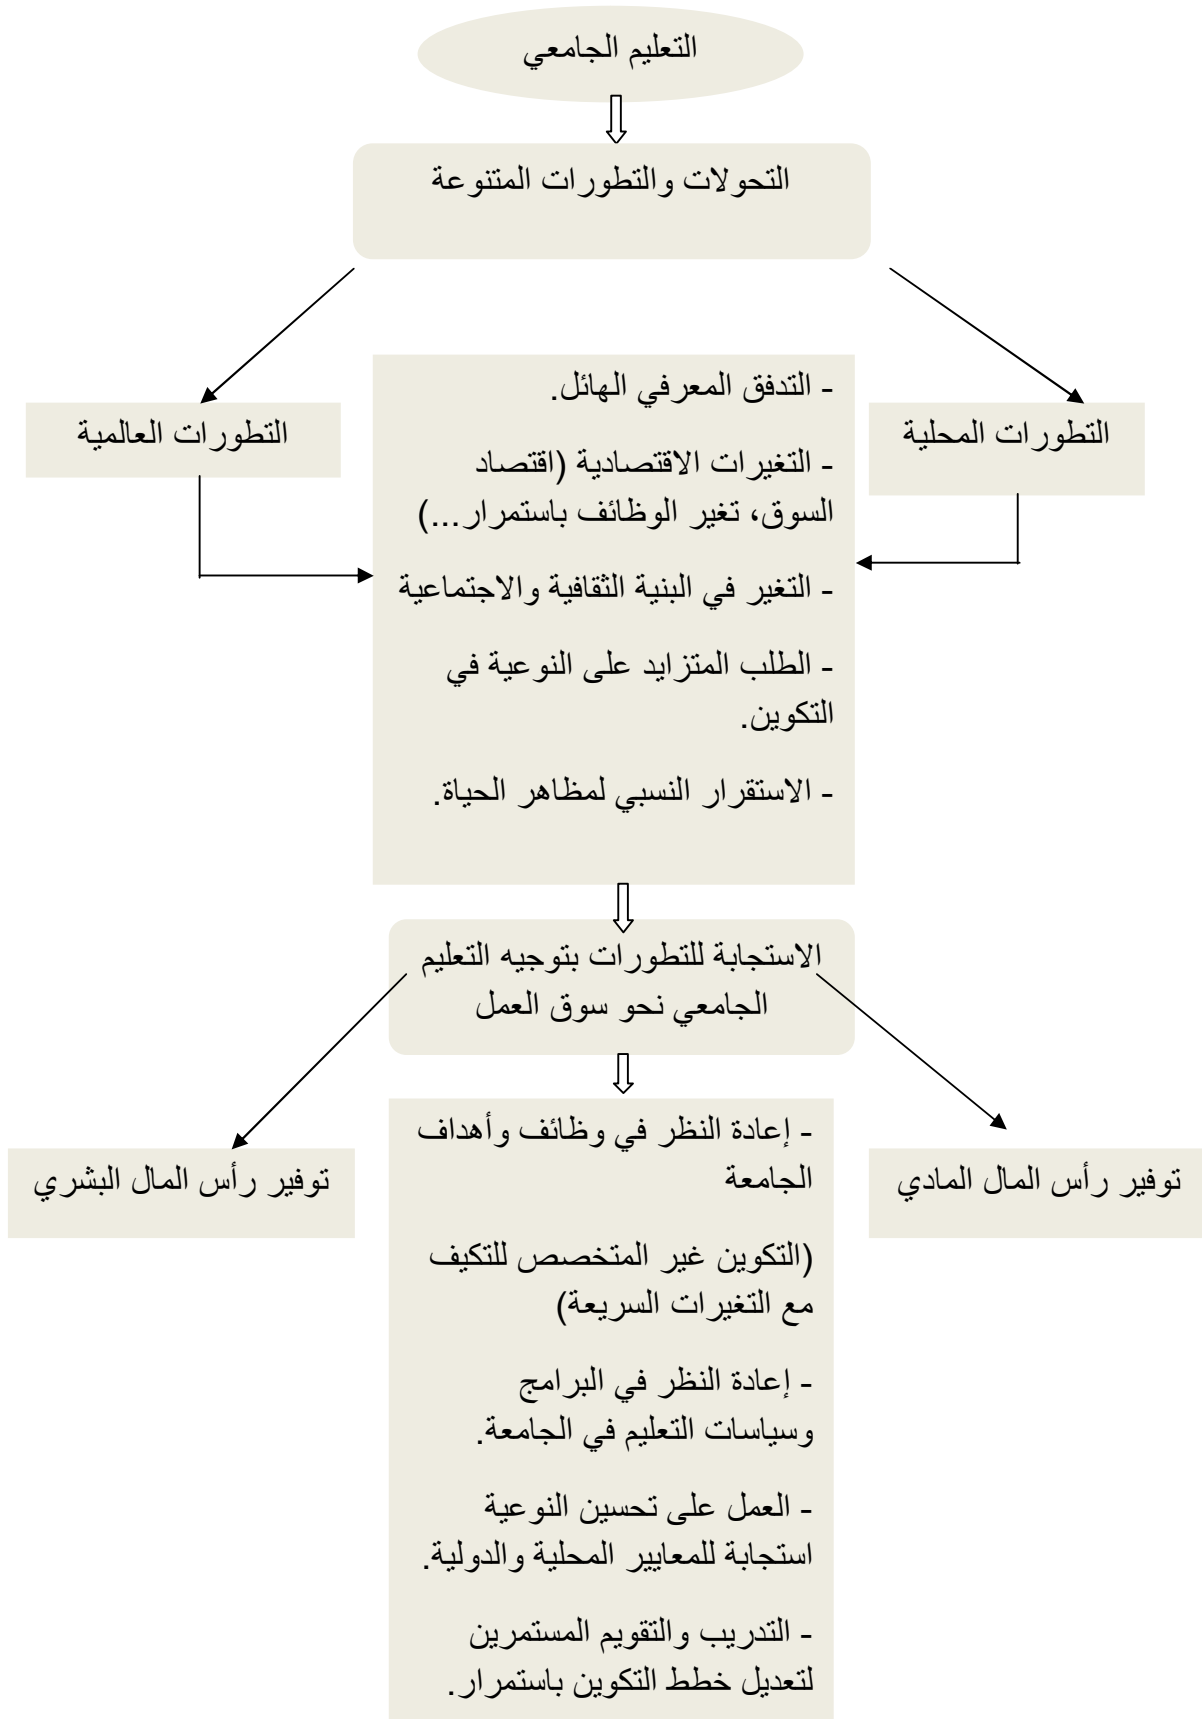 التعليم الجامعي
التحولات والتطورات المتنوعة
التطورات المحلية
التطورات العالمية
- التدفق المعرفي الهائل.
- التغيرات الاقتصادية (اقتصاد
السوق، تغير الوظائف باستمرار...)
- التغير في البنية الثقافية والاجتماعية
- الطلب المتزايد على النوعية في
التكوين.
- الاستقرار النسبي لمظاهر الحياة.
الاستجابة للتطورات بتوجيه التعليم
الجامعي نحو سوق العمل
توفير رأس المال المادي
توفير رأس المال البشري
- إعادة النظر في وظائف وأهداف
الجامعة
(التكوين غير المتخصص للتكيف
مع التغيرات السريعة)
- إعادة النظر في البرامج
وسياسات التعليم في الجامعة.
- العمل على تحسين النوعية
استجابة للمعايير المحلية والدولية.
- التدريب والتقويم المستمرين
لتعديل خطط التكوين باستمرار.